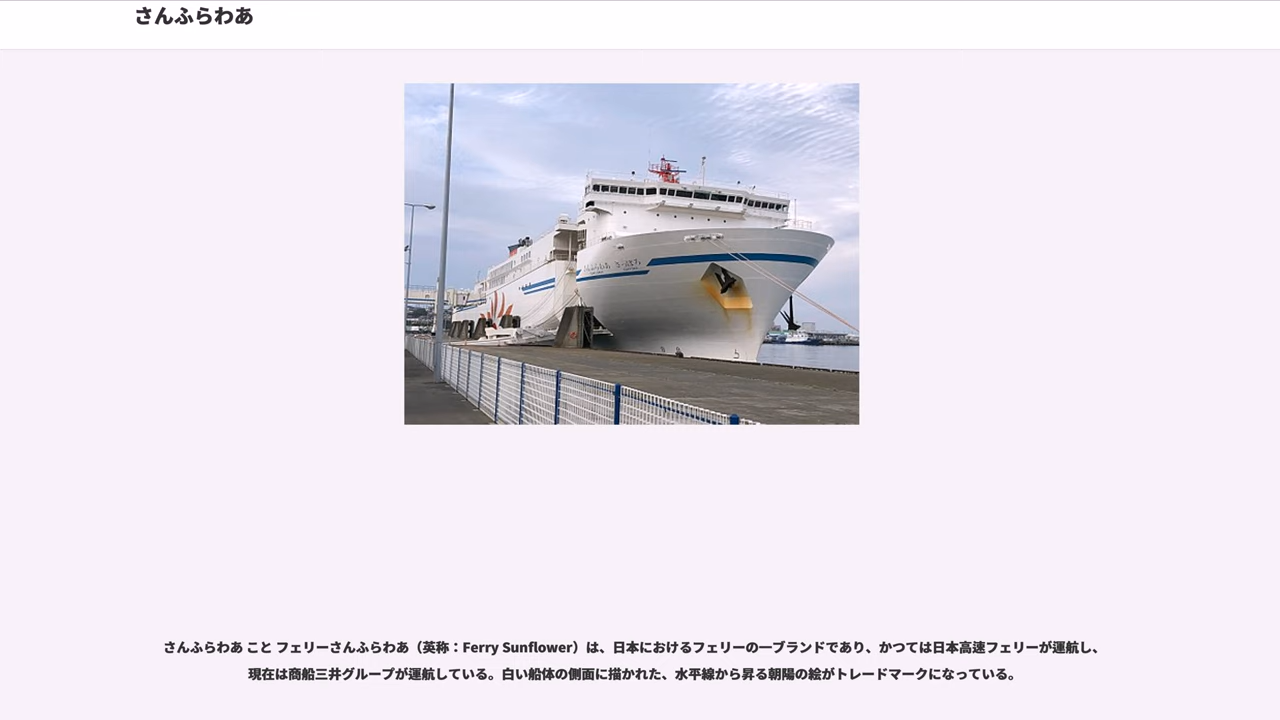 さんふらわあ
さんふらわあ こと フェリーさんふらわあ（英称：Ferry Sunflower）は、日本におけるフェリーの一ブランドであり、かつては日本高速フェリーが運航し、
現在は商船三井グループが運航している。白い船体の側面に描かれた、水平線から昇る朝陽の絵がトレードマークになっている。